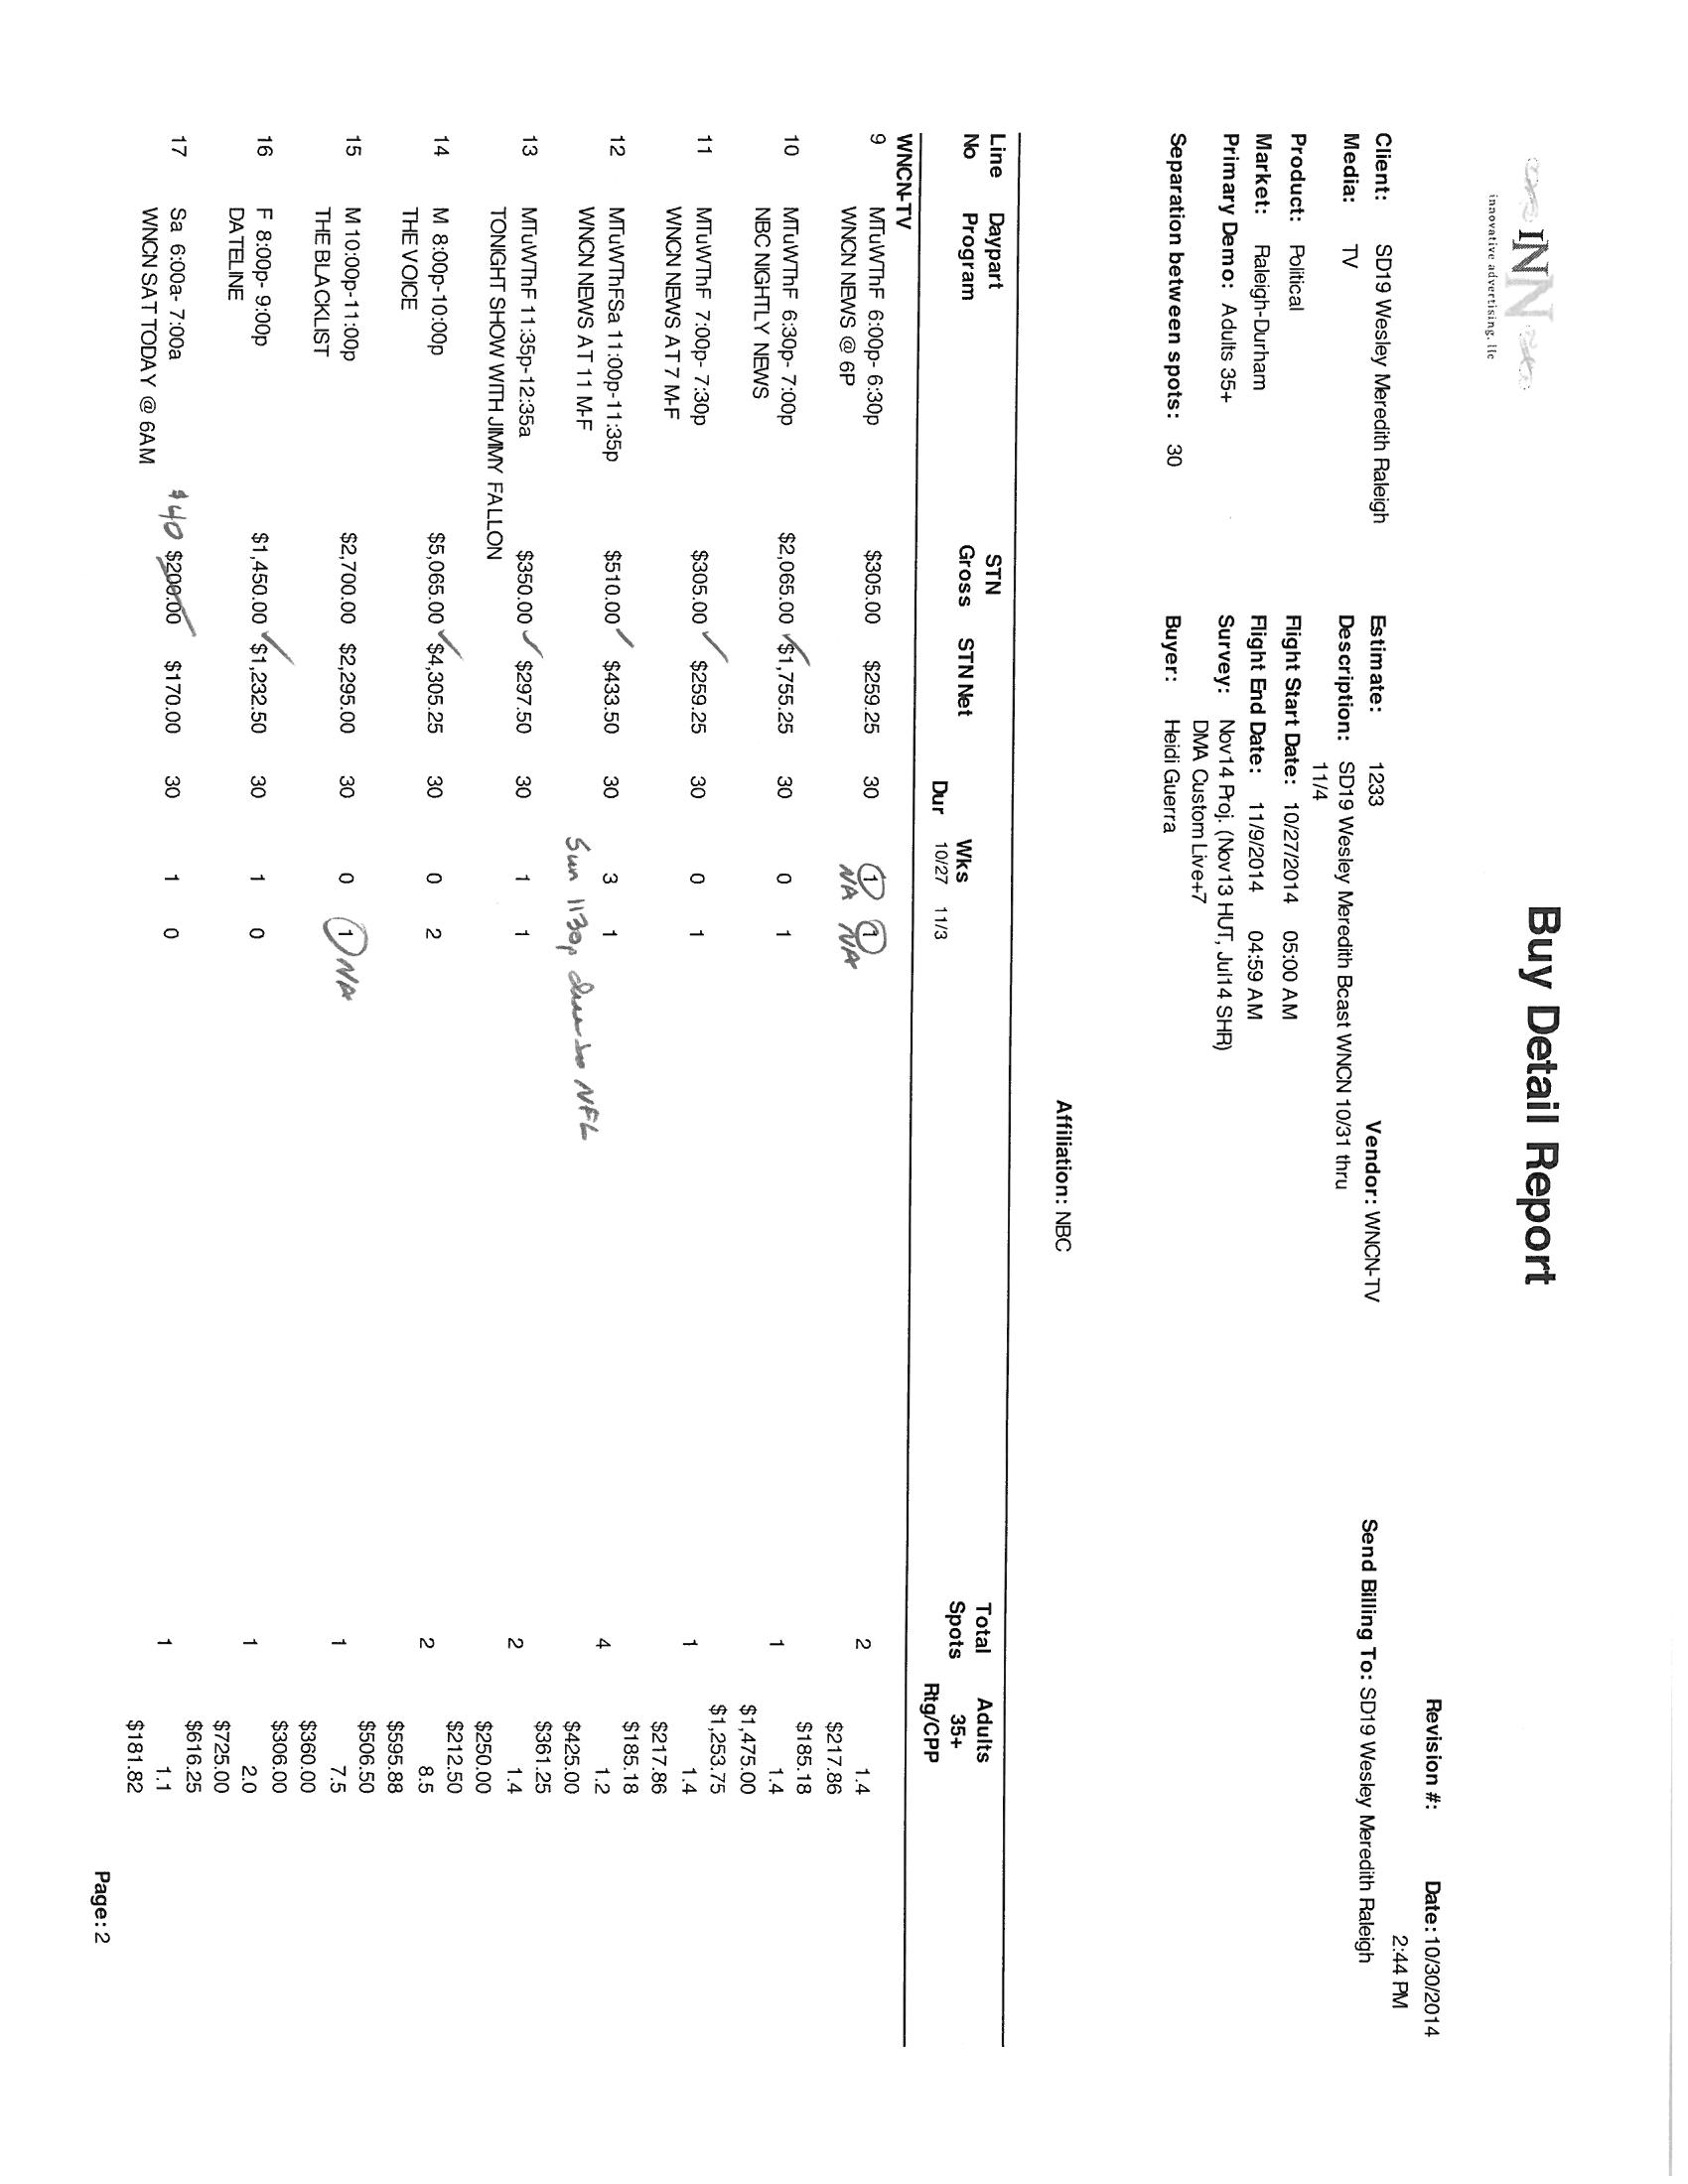 INN
innovative advertising, llc
Buy Detail Report
Revision #: Date: 10/30/2014
2:44 PM
Client: SD19 Wesley Meredith Raleigh
Media: TV
Product: Political
Market: Raleigh-Durham
Primary Demo: Adults 35+
Separation between spots: 30
Estimate: 1233
Description: SD19 Wesley Meredith Bcast WNCN 10/31 thru
11/4
Flight Start Date: 10/27/2014 05:00 AM
Flight End Date: 11/9/2014 04:59 AM
Survey: Nov14 Proj. (Nov13 HUT, Jul14 SHR)
DMA Custom Live+7
Buyer: Heidi Guerra
Vendor: WNCN-TV
Send Billing To: SD19 Wesley Meredith Raleigh
Affiliation: NBC
Line Daypart STN Total Adults
No Program Gross STN Net Wks Spots 35+
Dur 10/27 11/3 Rtg/CPP
WNCN-TV
9 MTuWThF 6:00p- 6:30p $305.00 $259.25 30 1 1 2 1.4
WNCN NEWS @ 6P NA NA $217.86
$185.18
10 MTuWThF 6:30p- 7:00p $2,065.00 $1,755.25 30 0 1 1 1.4
NBC NIGHTLY NEWS $1,475.00
$1,253.75
11 MTuWThF 7:00p- 7:30p $305.00 $259.25 30 0 1 1 1.4
WNCN NEWS AT 7 M-F $217.86
$185.18
12 MTuWThFSa 11:00p-11:35p $510.00 $433.50 30 3 1 4 1.2
WNCN NEWS AT 11 M-F Sun 1130p due to NFL $425.00
$361.25
13 MTuWThF 11:35p-12:35a $350.00 $297.50 30 1 1 2 1.4
TONIGHT SHOW WITH JIMMY FALLON $250.00
$212.50
14 M 8:00p-10:00p $5,065.00 $4,305.25 30 0 2 2 8.5
THE VOICE $595.88
$506.50
15 M 10:00p-11:00p $2,700.00 $2,295.00 30 0 1 NA 1 7.5
THE BLACKLIST $360.00
$306.00
16 F 8:00p- 9:00p $1,450.00 $1,232.50 30 1 0 1 2.0
DATELINE $725.00
$616.25
17 Sa 6:00a- 7:00a $40 $200.00 $170.00 30 1 0 1 1.1
WNCN SAT TODAY @ 6AM $181.82
Page: 2